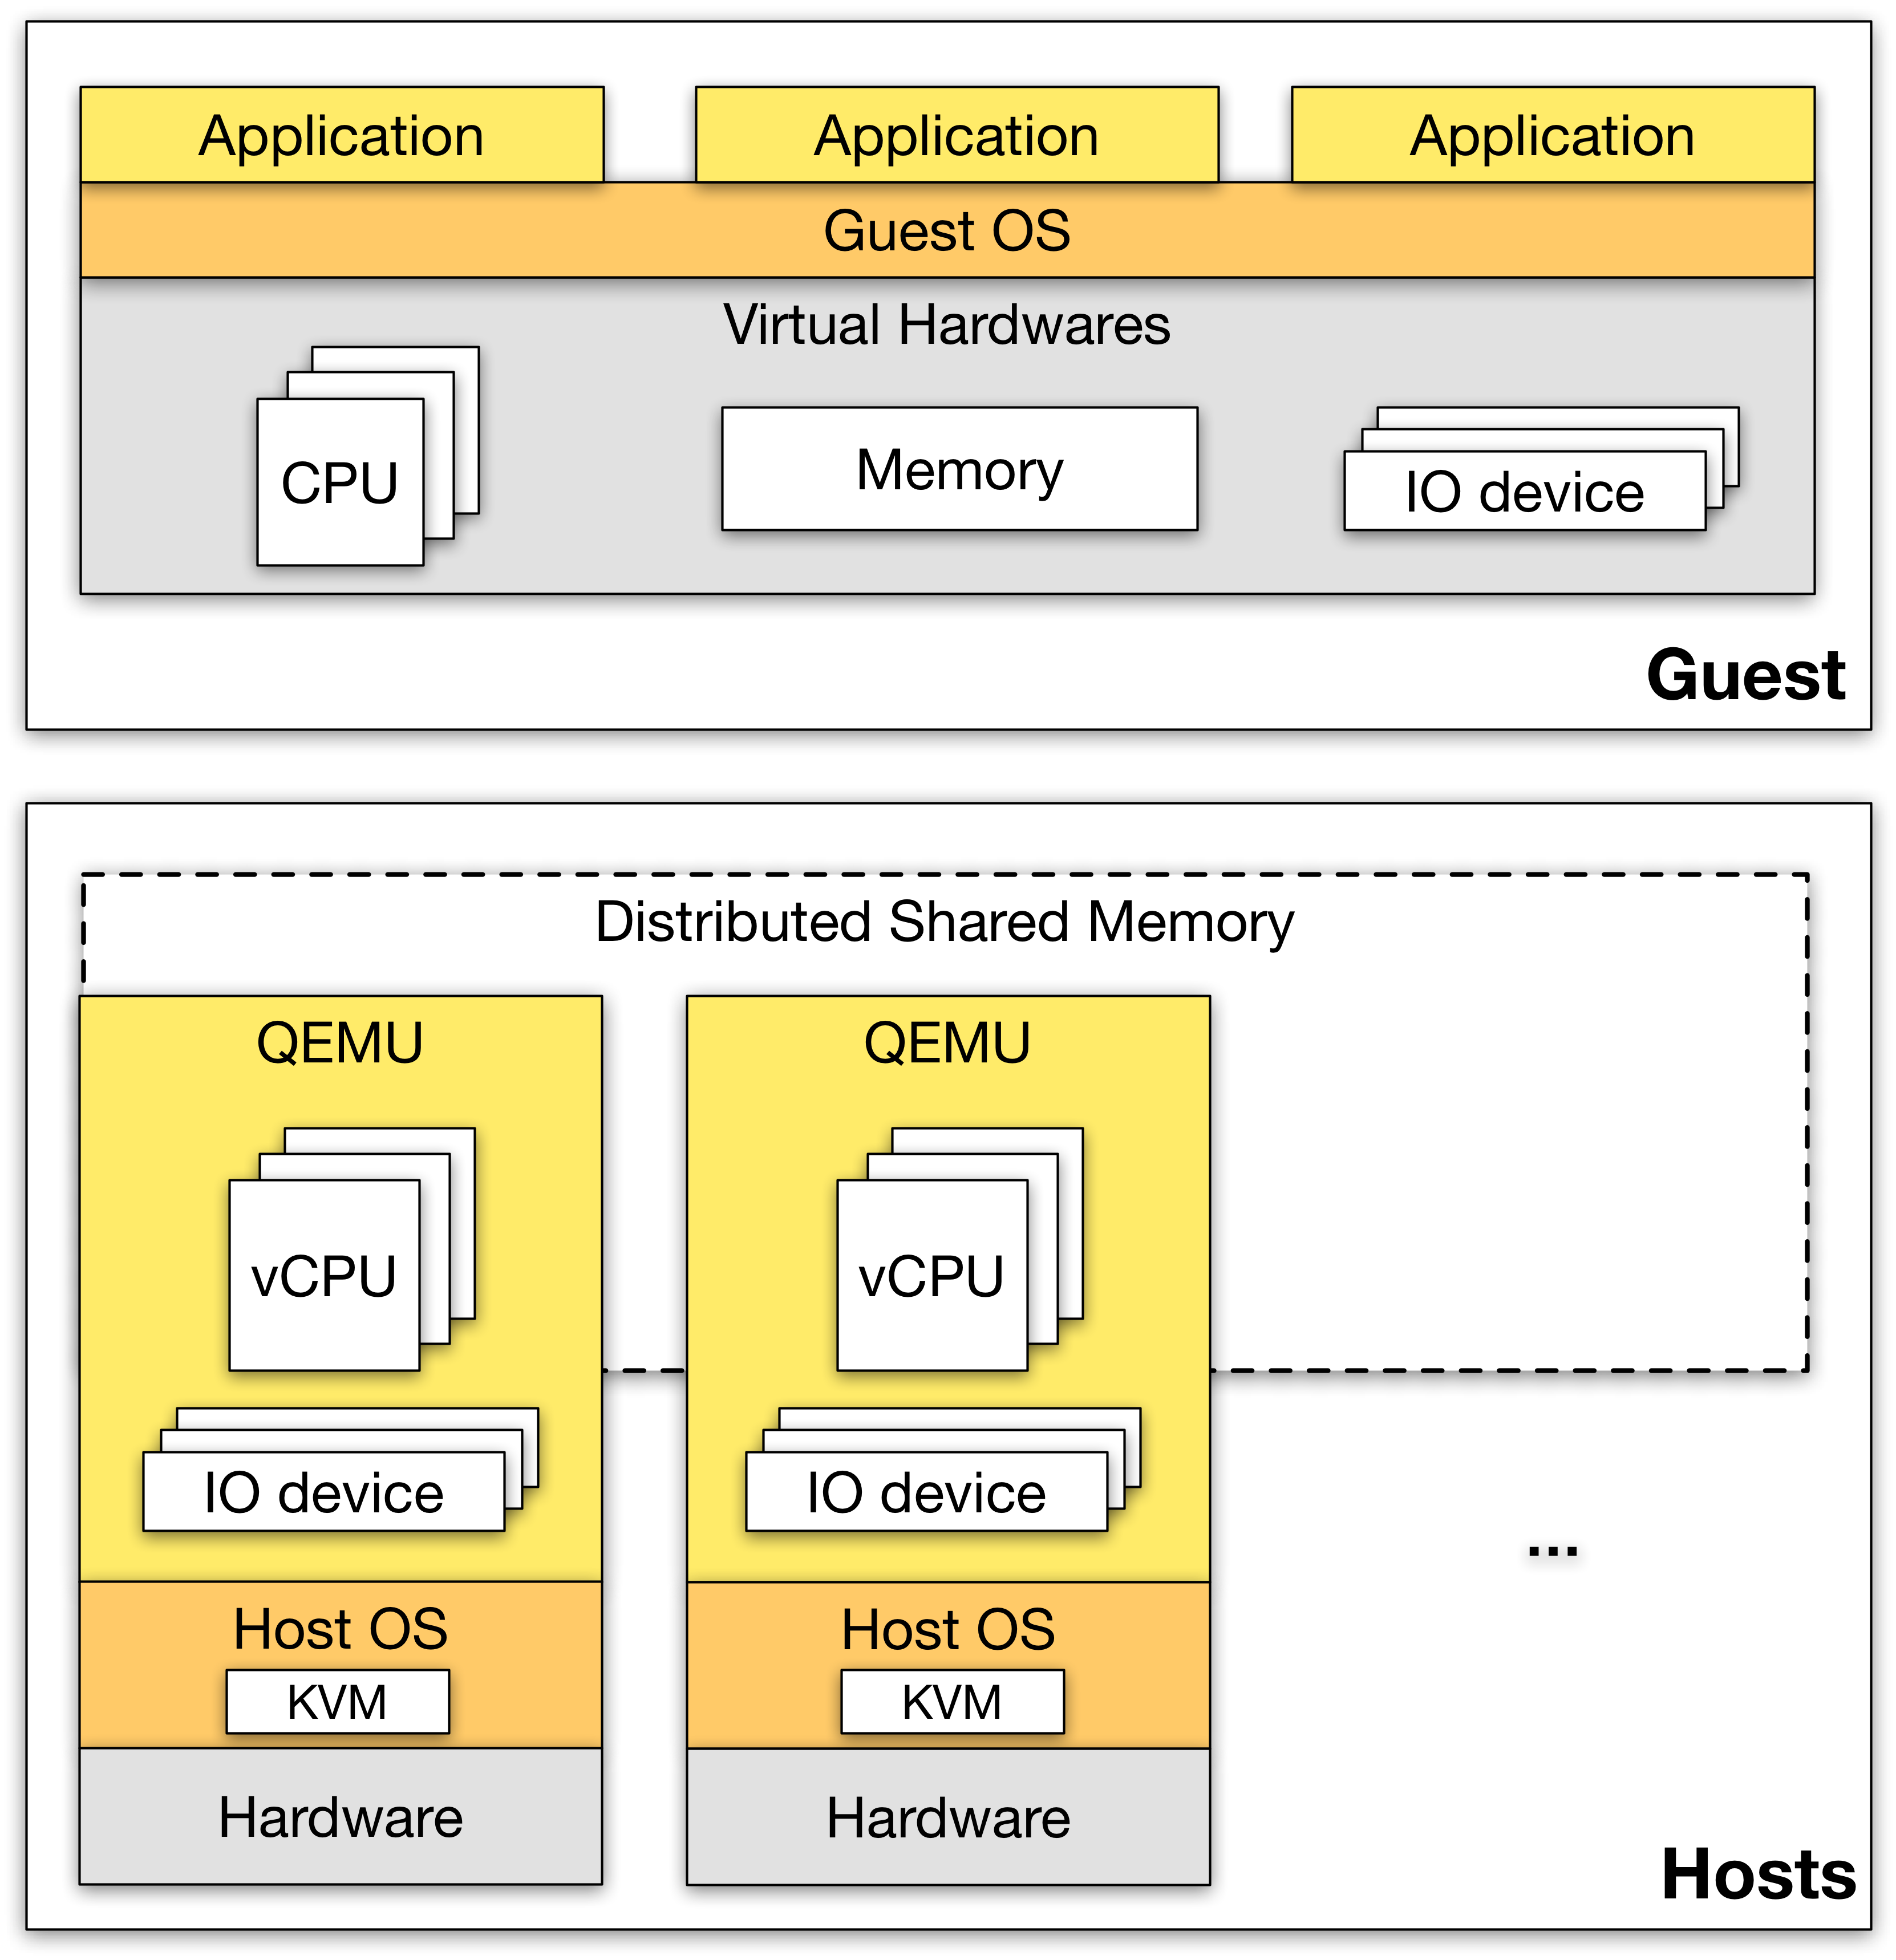 Application
Application
Application
Guest OS
Virtual Hardwares
CPU
Memory
IO device
Guest
Distributed Shared Memory
QEMU
QEMU
vCPU
vCPU
IO device
IO device
...
Host OS
Host OS
KVM
KVM
Hardware
Hardware
Hosts